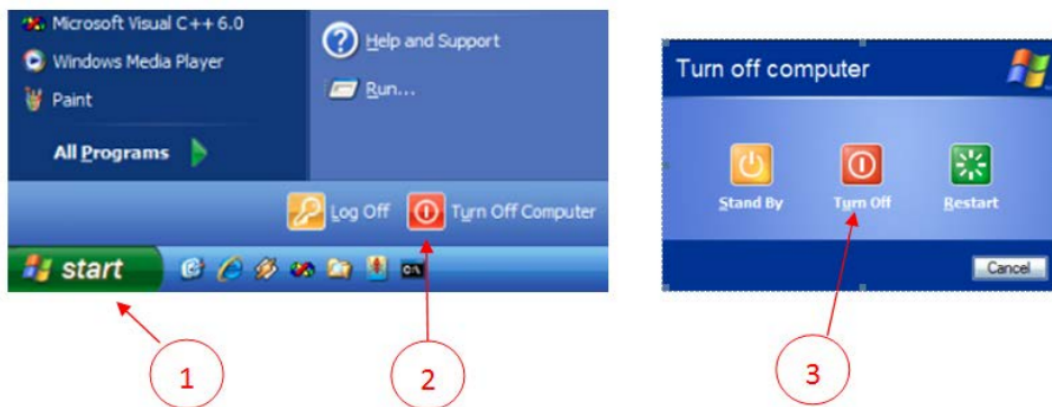 Microsoft Visual C++ 6.0
Windows Media Player
Paint
All Programs
Help and Support
Run...
Log Off
Turn Off Computer
start
C:\
Turn off computer
Stand By
Turn Off
Restart
Cancel
1
2
3